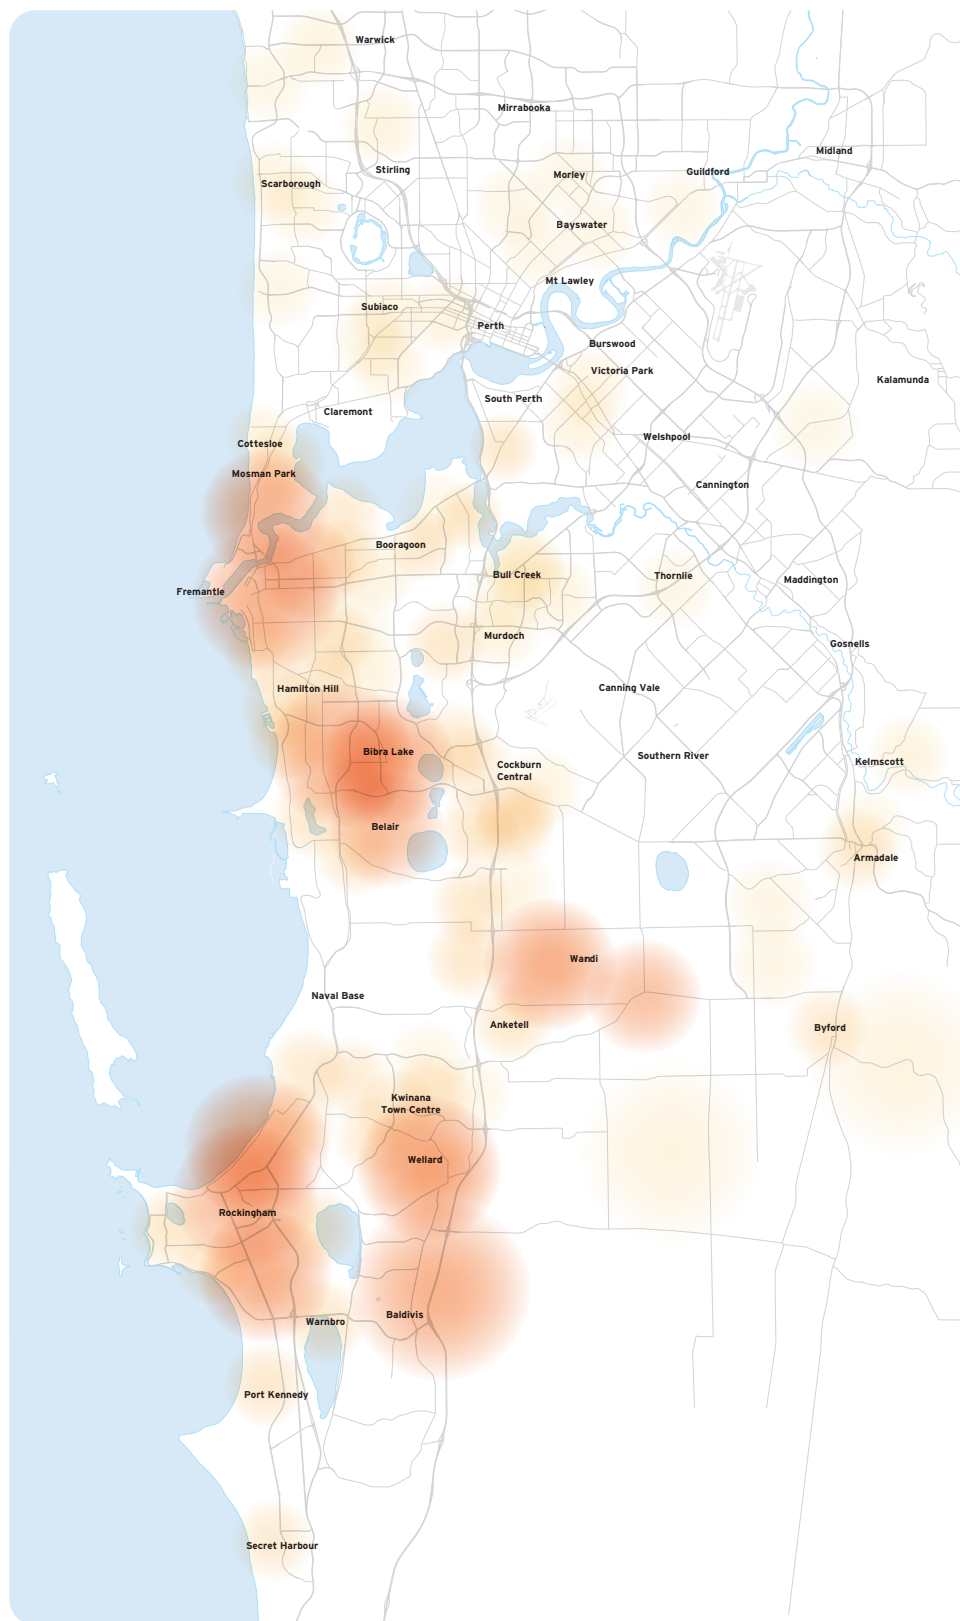 Warwick
Mirrabooka
Midland
Stirling
Morley
Guildford
Scarborough
Bayswater
Mt Lawley
Subiaco
Perth
Burswood
Victoria Park
Kalamunda
South Perth
Claremont
Welshpool
Cottesloe
Mosman Park
Cannington
Booragoon
Bull Creek
Thornlie
Maddington
Fremantle
Murdoch
Gosnells
Hamilton Hill
Canning Vale
Bibra Lake
Southern River
Kelmscott
Cockburn
Central
Belair
Armadale
Wandi
Naval Base
Anketell
Byford
Kwinana
Town Centre
Wellard
Rockingham
Baldivis
Warnbro
Port Kennedy
Secret Harbour